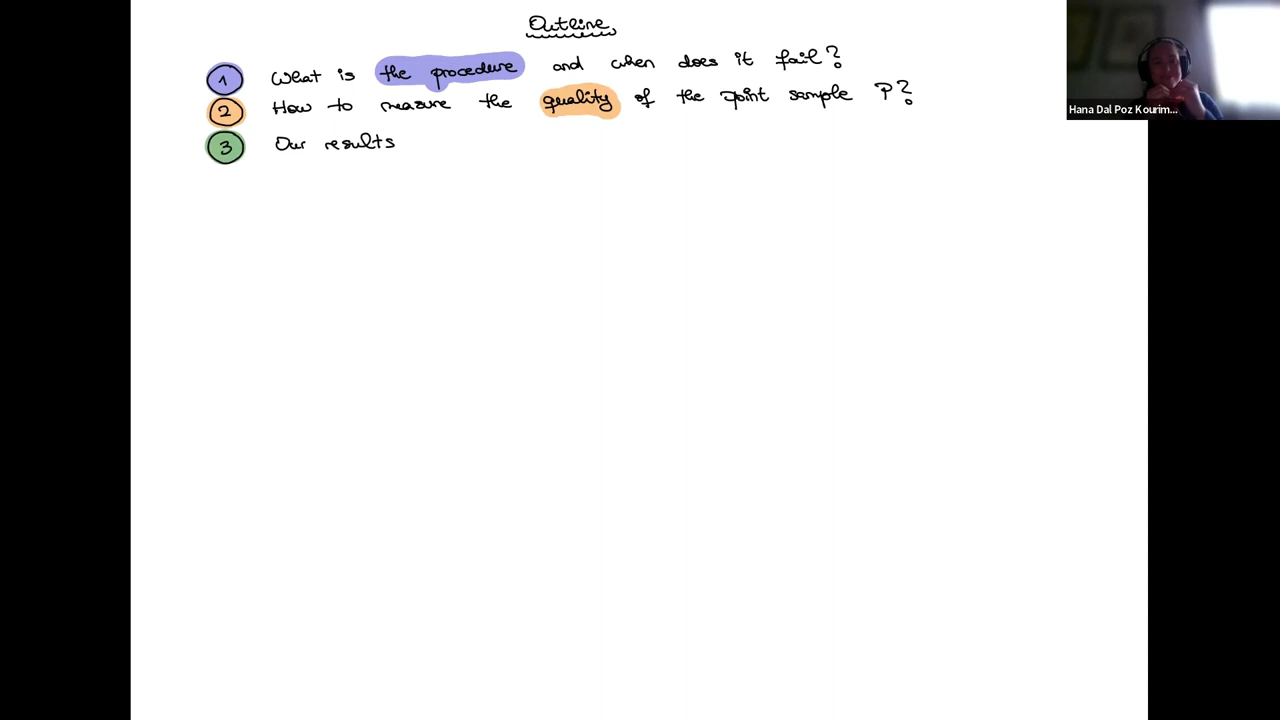 Outline
1 What is the procedure and when does it fail?
2 How to measure the quality of the point sample P?
3 Our results
Hana Dal Poz Kourim...